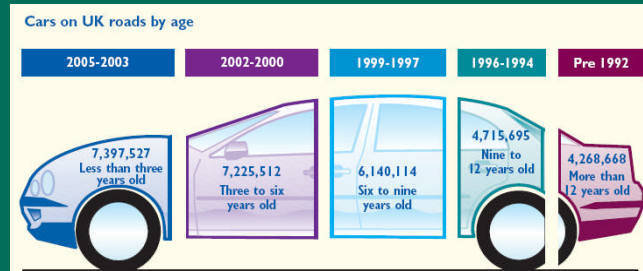 Cars on UK roads by age
2005-2003
2002-2000
1999-1997
1996-1994
Pre 1992
7,397,527
Less than three
years old
7,225,512
Three to six
years old
6,140,114
Six to nine
years old
4,715,695
Nine to
12 years old
4,268,668
More than
12 years old